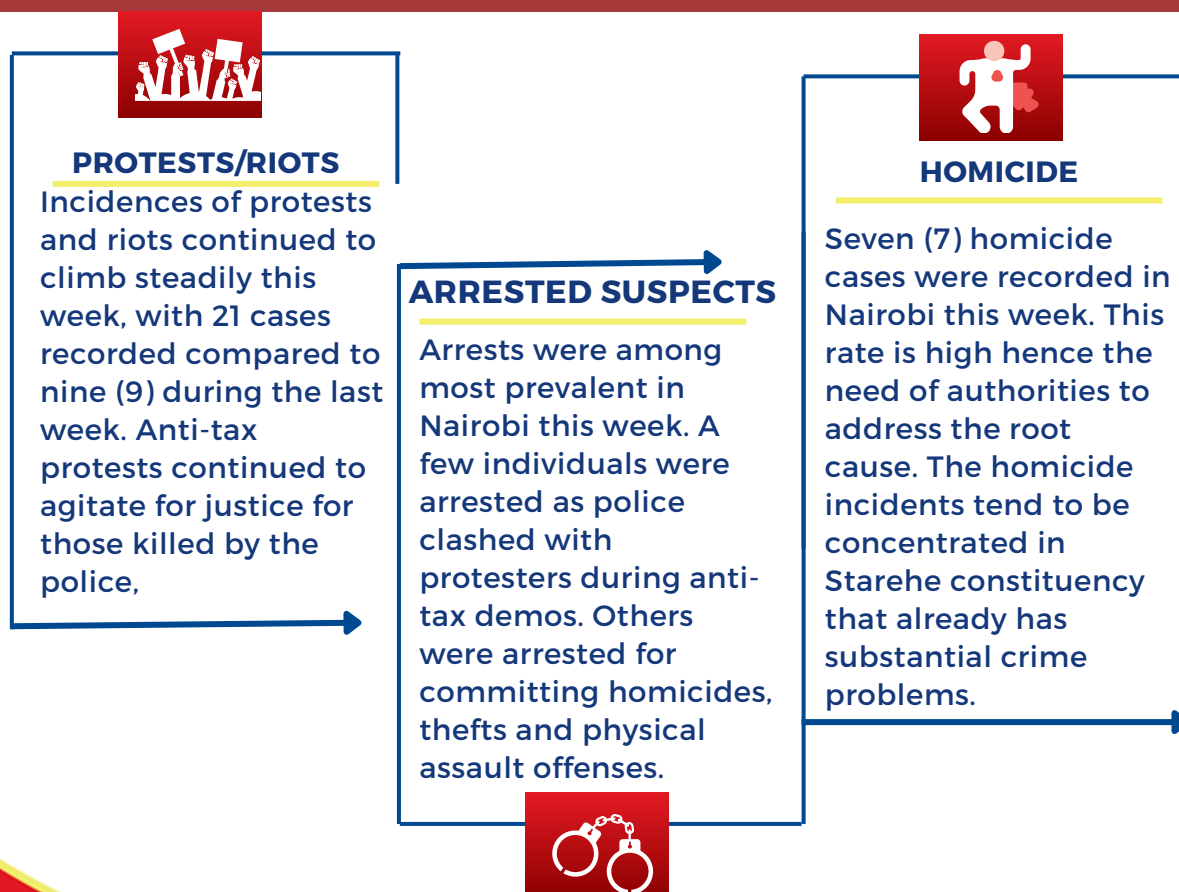 PROTESTS/RIOTS
Incidences of protests
and riots continued to
climb steadily this
week, with 21 cases
recorded compared to
nine (9) during the last
week. Anti-tax
protests continued to
agitate for justice for
those killed by the
police,
ARRESTED SUSPECTS
Arrests were among
most prevalent in
Nairobi this week. A
few individuals were
arrested as police
clashed with
protesters during anti-
tax demos. Others
were arrested for
committing homicides,
thefts and physical
assault offenses.
HOMICIDE
Seven (7) homicide
cases were recorded in
Nairobi this week. This
rate is high hence the
need of authorities to
address the root
cause. The homicide
incidents tend to be
concentrated in
Starehe constituency
that already has
substantial crime
problems.